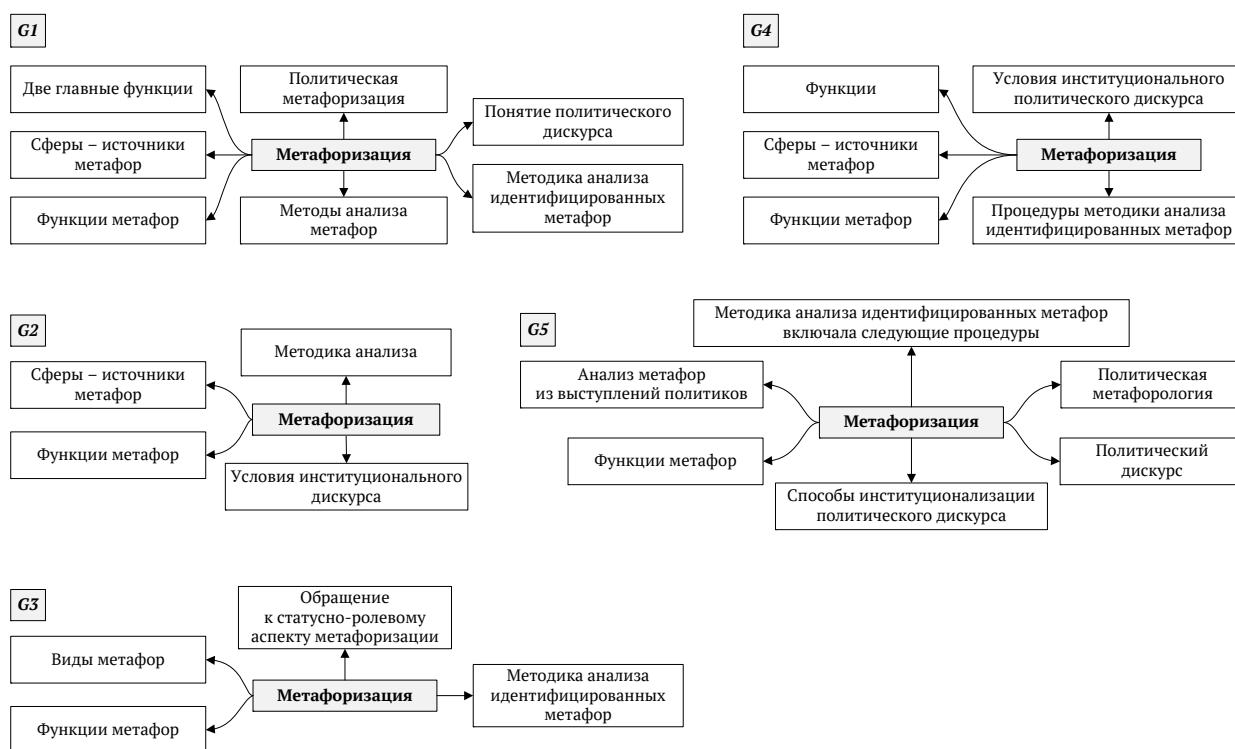 G1
Две главные функции
Политическая
метафоризация
Понятие политического
дискурса
Сферы – источники
метафор
Метафоризация
Методика анализа
идентифицированных
метафор
Функции метафор
Методы анализа
метафор
G4
Функции
Условия институционального
политического дискурса
Сферы – источники
метафор
Метафоризация
Функции метафор
Процедуры методики анализа
идентифицированных метафор
G2
Методика анализа
Сферы – источники
метафор
Метафоризация
Функции метафор
Условия институционального
дискурса
G5
Методика анализа идентифицированных метафор
включала следующие процедуры
Анализ метафор
из выступлений политиков
Политическая
метафорология
Метафоризация
Функции метафор
Политический
дискурс
Способы институционализации
политического дискурса
G3
Обращение
к статусно-ролевому
аспекту метафоризации
Виды метафор
Метафоризация
Методика анализа
идентифицированных
метафор
Функции метафор